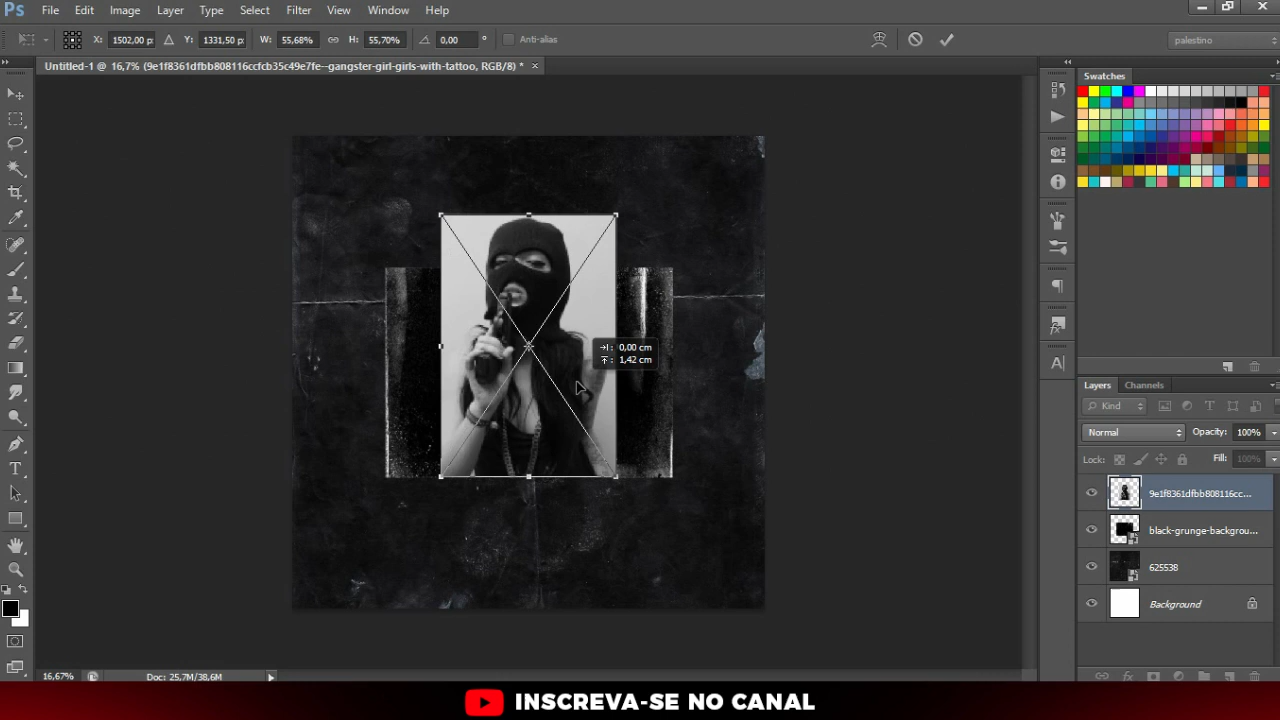 Ps File Edit Image Layer Type Select Filter View Window Help
X: 1502,00 p: Y: 1331,50 p: W: 55,68% H: 55,70% 0,00 ° Anti-alias palestino
Untitled-1 @ 16,7% (9e1f8361dfbb808116ccfcb35c49e7fe--gangster-girl-girls-with-tattoo, RGB/8) *
Swatches
: 0,00 cm
: 1,42 cm
Layers Channels
Kind
Normal Opacity: 100%
Lock: Fill: 100%
9e1f8361dfbb808116cc...
black-grunge-backgrou...
625538
Background
16,67% Doc: 25,7M/38,6M
INSCREVA-SE NO CANAL